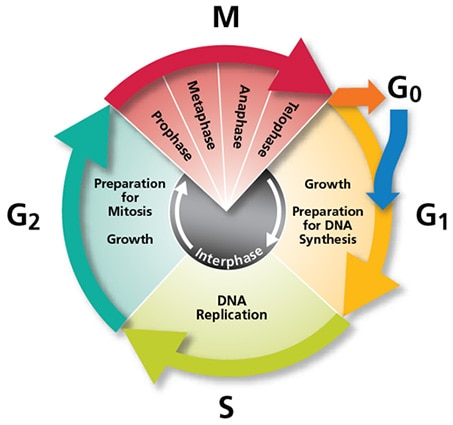 M
Prophase
Metaphase
Anaphase
Telophase
G0
Growth
Preparation
for DNA
Synthesis
G1
Preparation
for
Mitosis
Growth
G2
Interphase
DNA
Replication
S